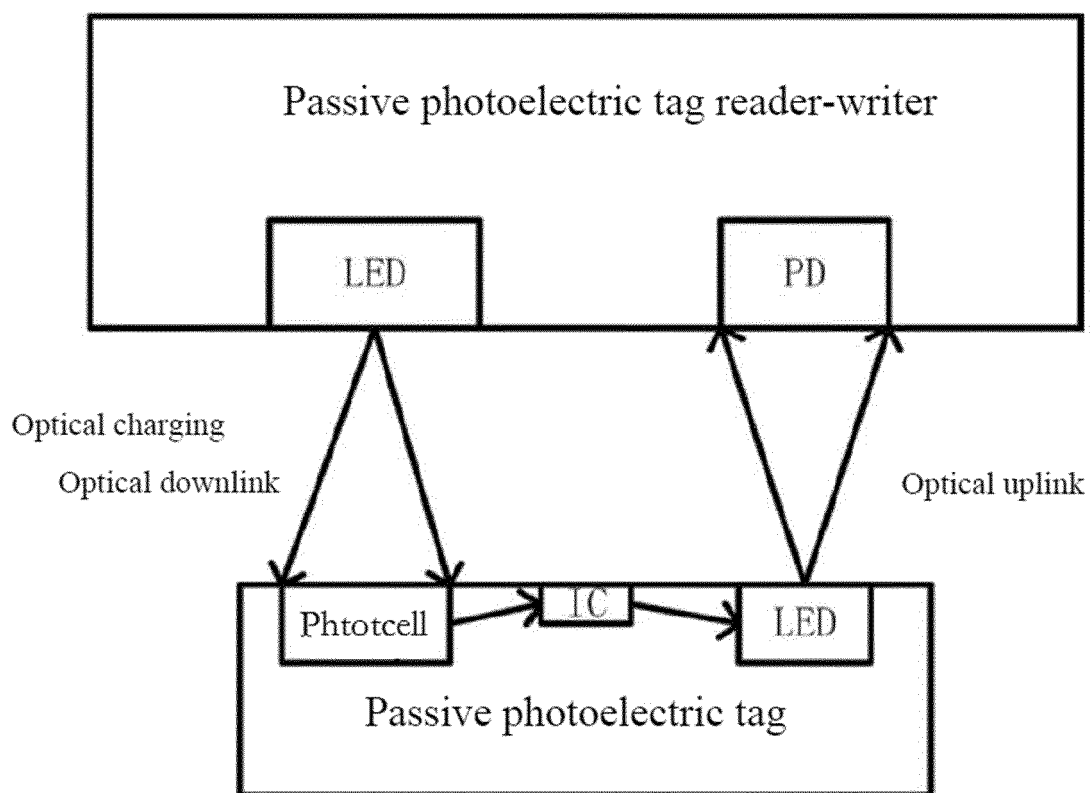 Passive photoelectric tag reader-writer
LED
PD
Optical charging
Optical downlink
Optical uplink
Phtotcell
IC
LED
Passive photoelectric tag